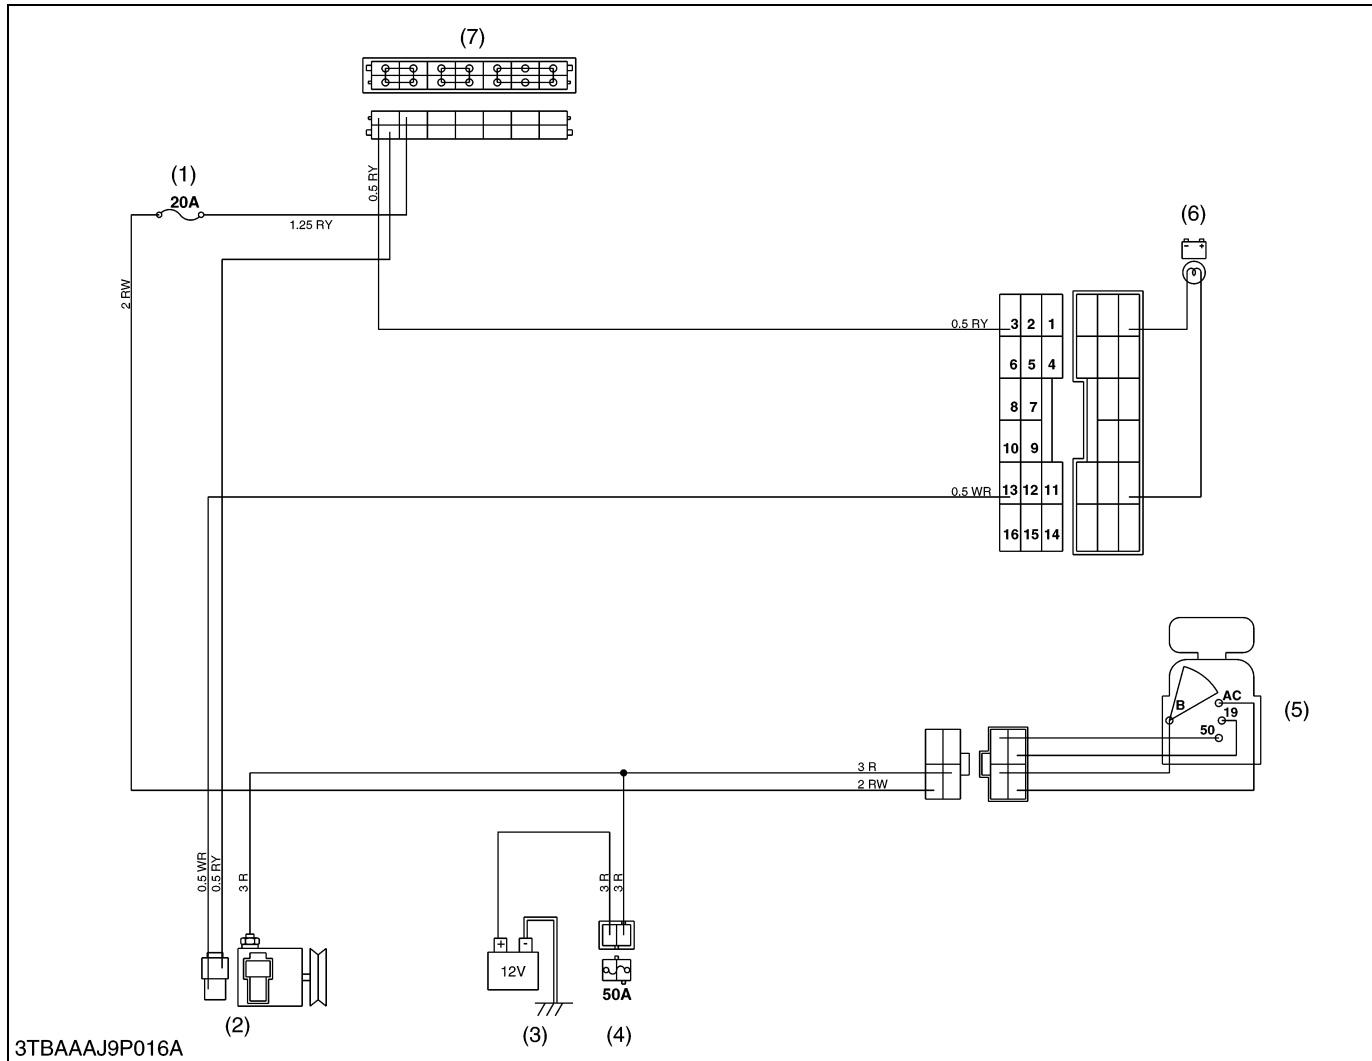 (7)
(1)
20A
0.5 RY
1.25 RY
(6)
- +
2 RW
0.5 RY
3 2 1
6 5 4
8 7
10 9
0.5 WR
13 12 11
16 15 14
AC
B
19
50
(5)
3 R
2 RW
0.5 WR
0.5 RY
3 R
3 R
3 R
+ -
12V
50A
(2)
(3)
(4)
3TBAAAJ9P016A